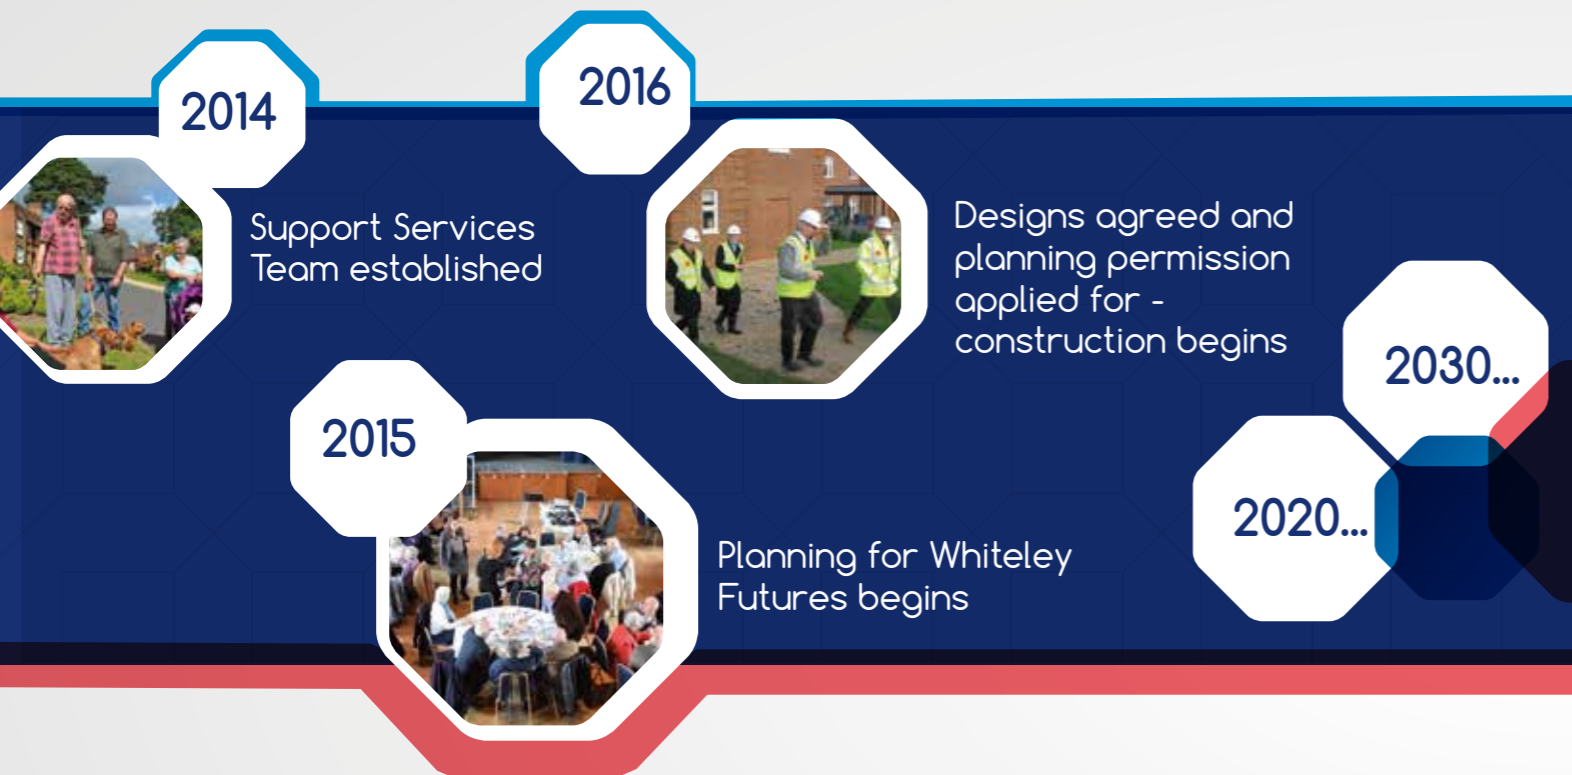 2014
Support Services
Team established
2015
Planning for Whiteley
Futures begins
2016
Designs agreed and
planning permission
applied for -
construction begins
2020...
2030...